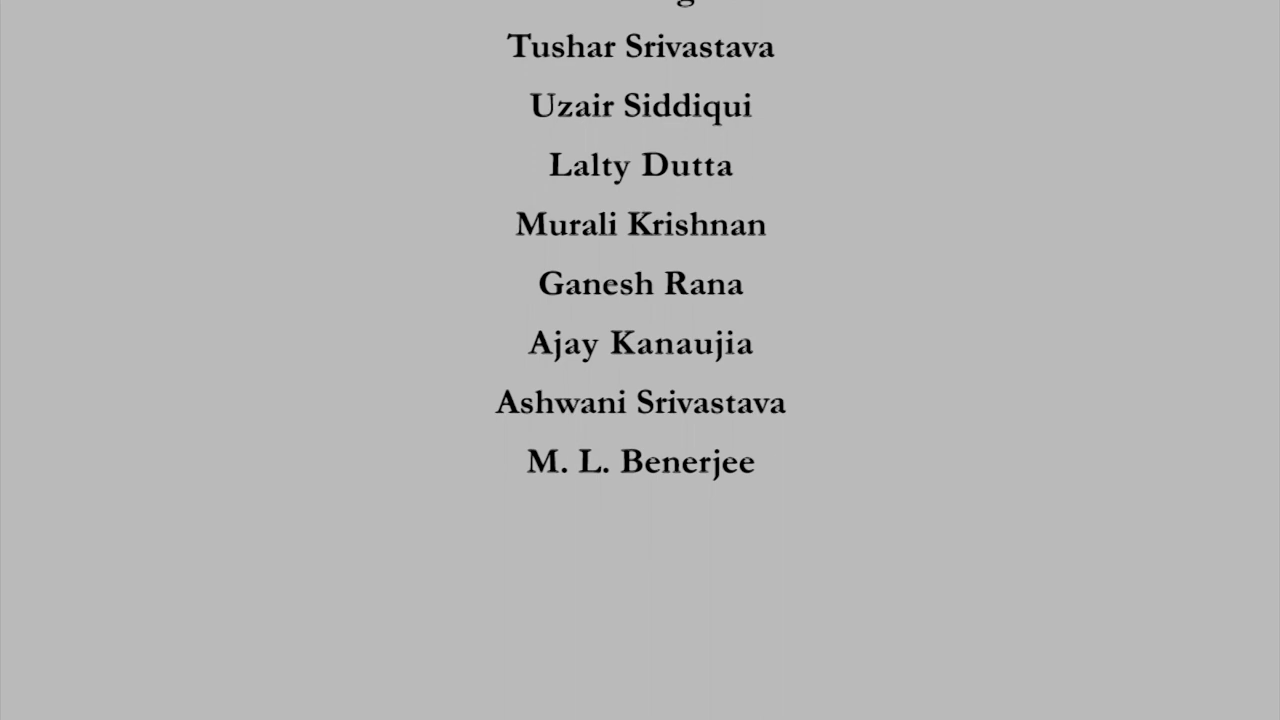 Tushar Srivastava
Uzair Siddiqui
Lalty Dutta
Murali Krishnan
Ganesh Rana
Ajay Kanaujia
Ashwani Srivastava
M. L. Benerjee